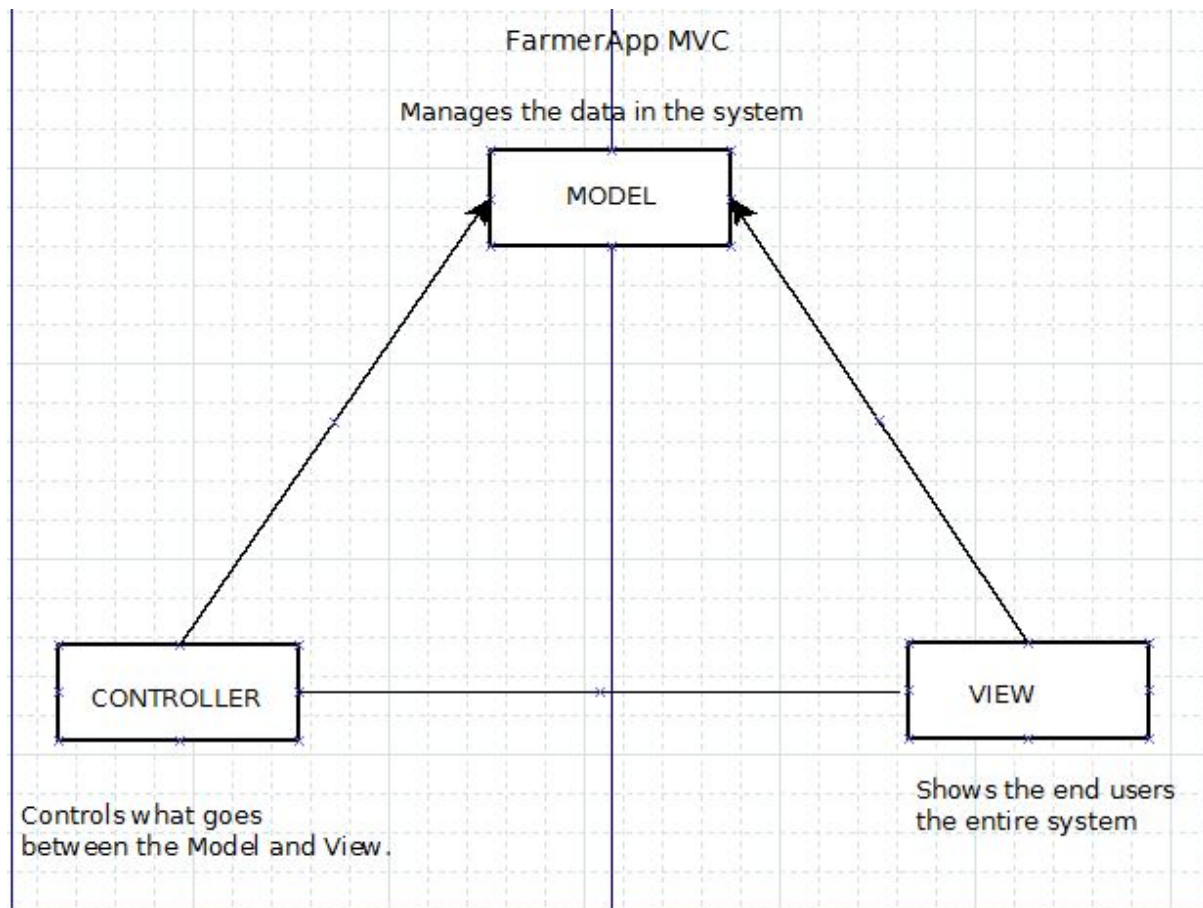 FarmerApp MVC
Manages the data in the system
MODEL
CONTROLLER
VIEW
Shows the end users
the entire system
Controls what goes
between the Model and View.